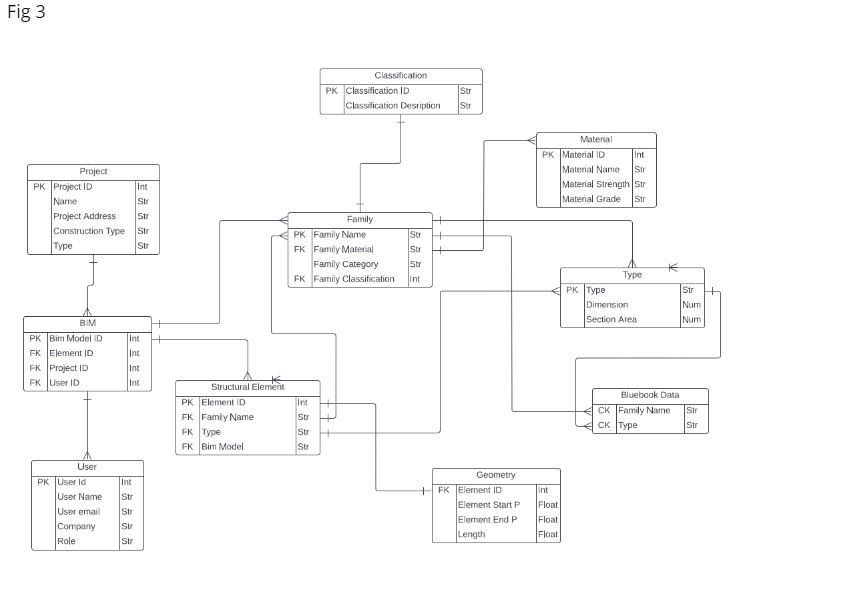 Fig 3
Classification
PK Classification ID Str
Classification Desription Str
Material
PK Material ID Int
Material Name Str
Material Strength Str
Material Grade Str
Project
PK Project ID Int
Name Str
Project Address Str
Construction Type Str
Type Str
Family
PK Family Name Str
FK Family Material Str
Family Category Str
FK Family Classification Int
Type
PK Type Str
Dimension Num
Section Area Num
BIM
PK Bim Model ID Int
FK Element ID Int
FK Project ID Int
FK User ID Int
Structural Element
PK Element ID Int
FK Family Name Str
FK Type Str
FK Bim Model Str
Bluebook Data
CK Family Name Str
CK Type Str
User
PK User Id Int
User Name Str
User email Str
Company Str
Role Str
Geometry
FK Element ID Int
Element Start P Float
Element End P Float
Length Float